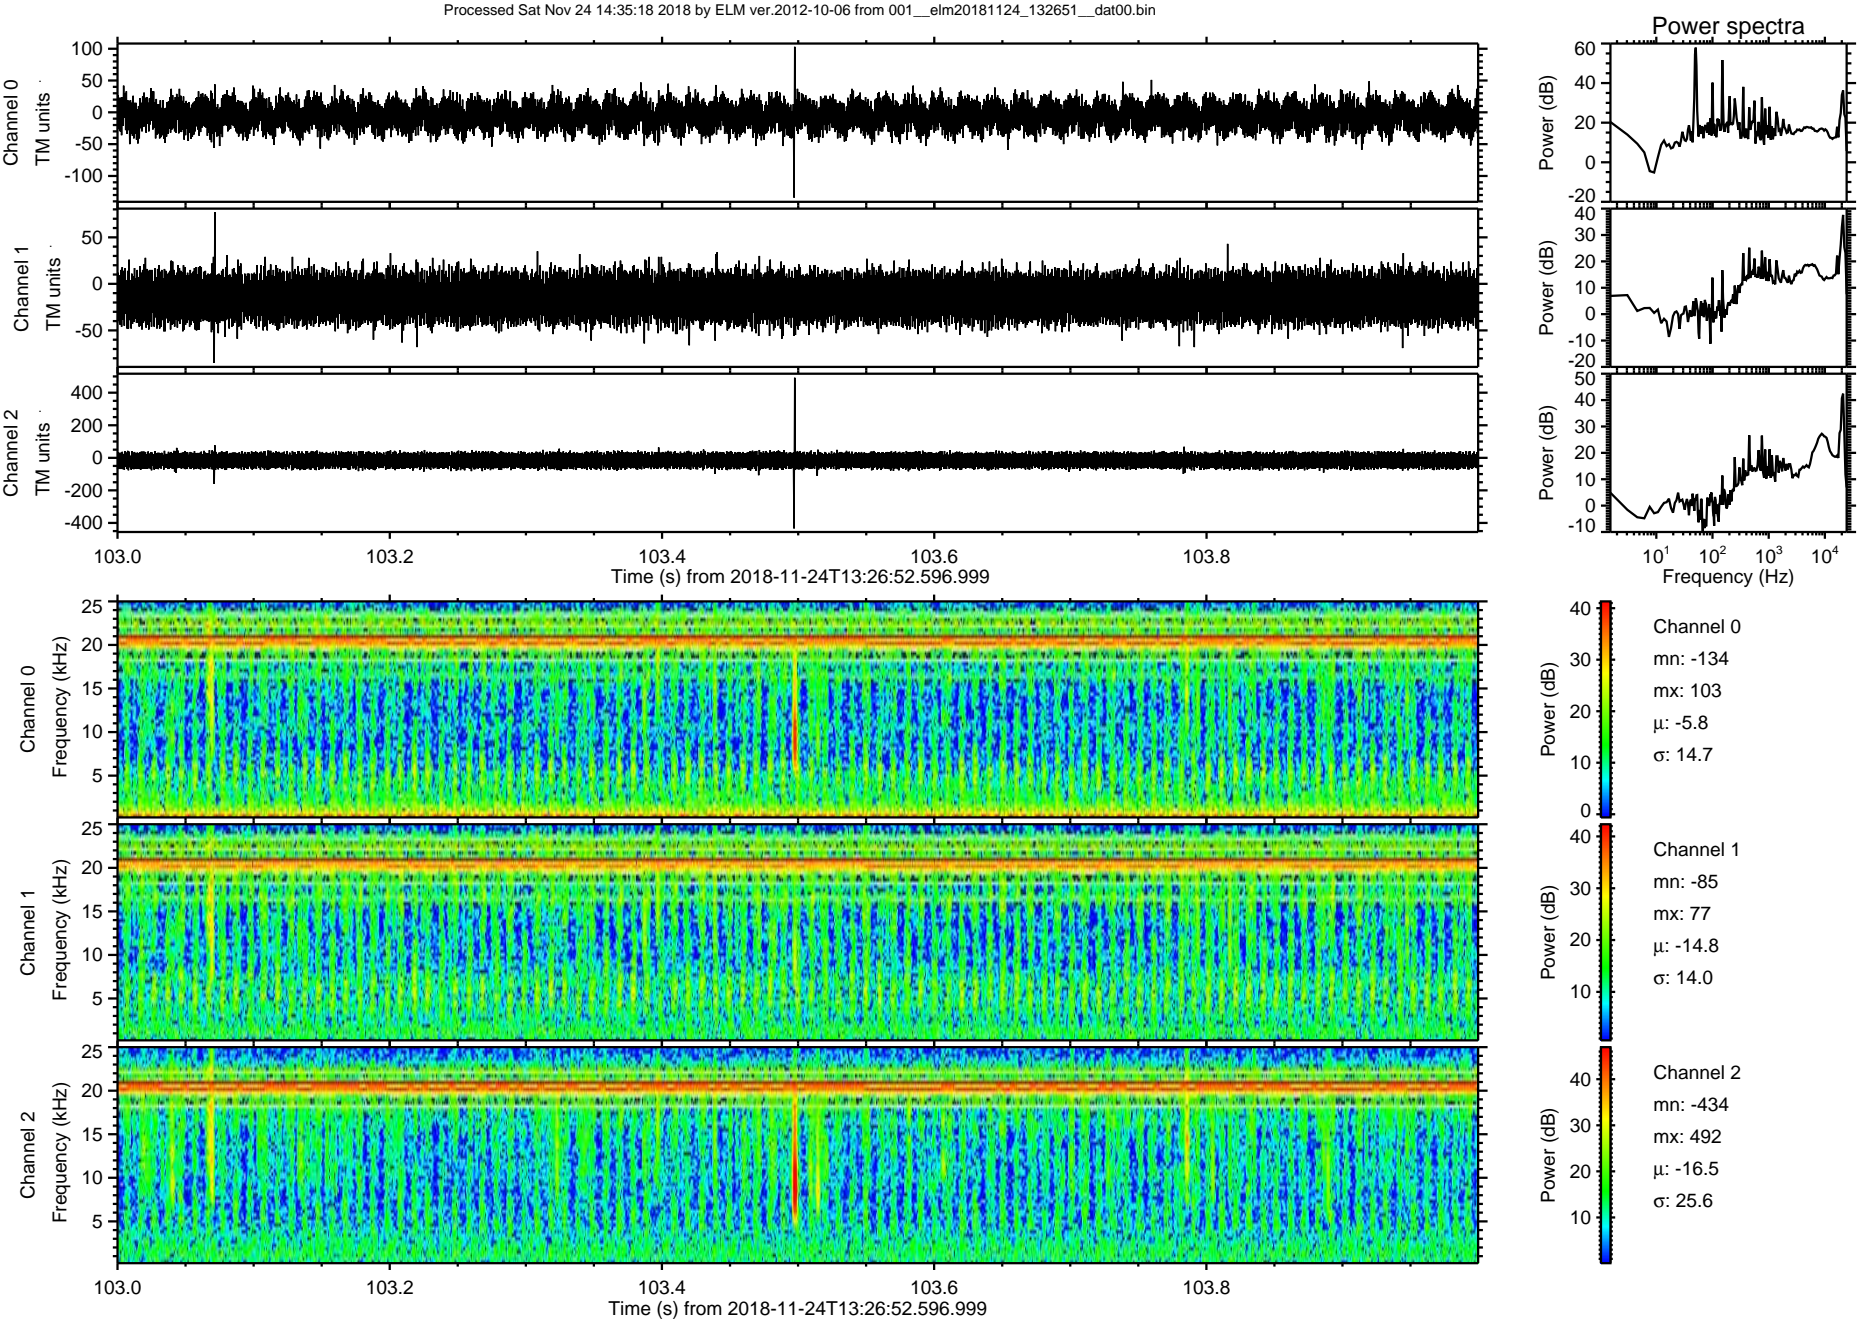 Processed Sat Nov 24 14:35:18 2018 by ELM ver.2012-10-06 from 001__elm20181124_132651__dat00.bin
Power spectra
Channel 0
TM units
100
50
0
-50
-100
Power (dB)
60
40
20
0
-20
Channel 1
TM units
50
0
-50
Power (dB)
40
30
20
10
0
-10
-20
Channel 2
TM units
400
200
0
-200
-400
Power (dB)
50
40
30
20
10
0
-10
103.0 103.2 103.4 103.6 103.8
Time (s) from 2018-11-24T13:26:52.596.999
10^1 10^2 10^3 10^4
Frequency (Hz)
Channel 0
Frequency (kHz)
25
20
15
10
5
Power (dB)
40
30
20
10
0
Channel 0
mn: -134
mx: 103
μ: -5.8
σ: 14.7
Channel 1
Frequency (kHz)
25
20
15
10
5
Power (dB)
40
30
20
10
Channel 1
mn: -85
mx: 77
μ: -14.8
σ: 14.0
Channel 2
Frequency (kHz)
25
20
15
10
5
Power (dB)
40
30
20
10
Channel 2
mn: -434
mx: 492
μ: -16.5
σ: 25.6
103.0 103.2 103.4 103.6 103.8
Time (s) from 2018-11-24T13:26:52.596.999